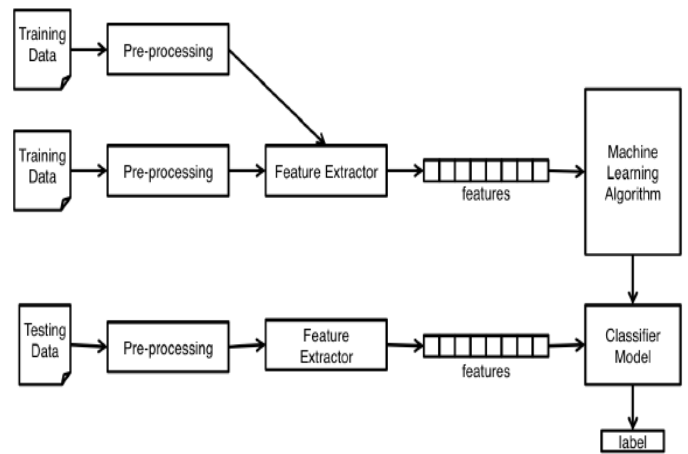 Training
Data
Pre-processing
Training
Data
Pre-processing
Feature Extractor
features
Machine
Learning
Algorithm
Testing
Data
Pre-processing
Feature
Extractor
features
Classifier
Model
label